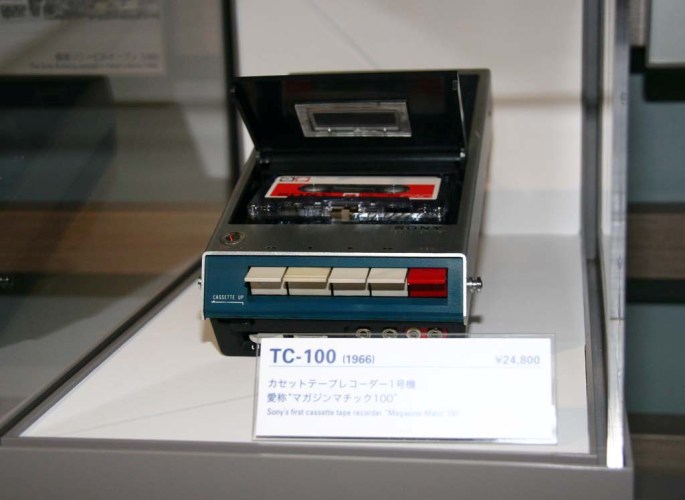 SONY
CASSETTE UP
TC-100 (1966) ¥24,800
カセットテープレコーダー1号機
愛称"マガジンマチック100"
Sony's first cassette tape recorder "Magazine Matic 100"